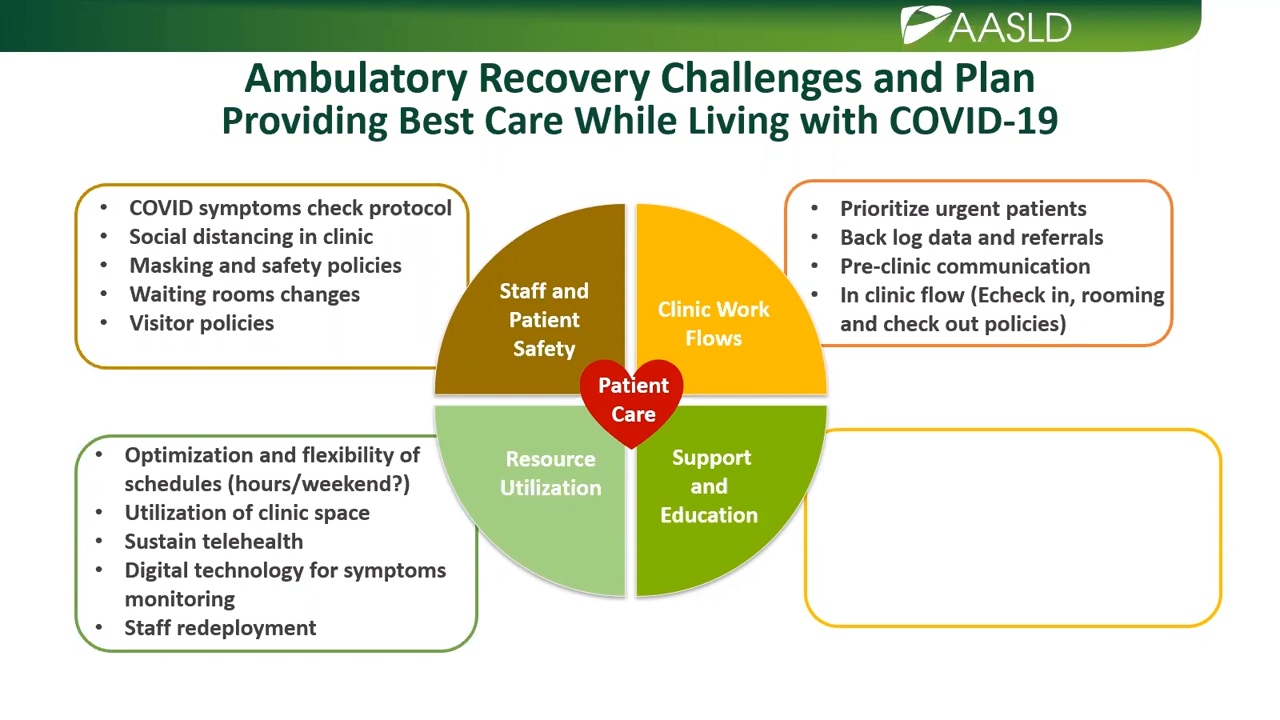 AASLD
Ambulatory Recovery Challenges and Plan
Providing Best Care While Living with COVID-19
• COVID symptoms check protocol
• Social distancing in clinic
• Masking and safety policies
• Waiting rooms changes
• Visitor policies
• Prioritize urgent patients
• Back log data and referrals
• Pre-clinic communication
• In clinic flow (Echeck in, rooming
and check out policies)
Staff and
Patient
Safety
Clinic Work
Flows
Patient
Care
Resource
Utilization
Support
and
Education
• Optimization and flexibility of
schedules (hours/weekend?)
• Utilization of clinic space
• Sustain telehealth
• Digital technology for symptoms
monitoring
• Staff redeployment